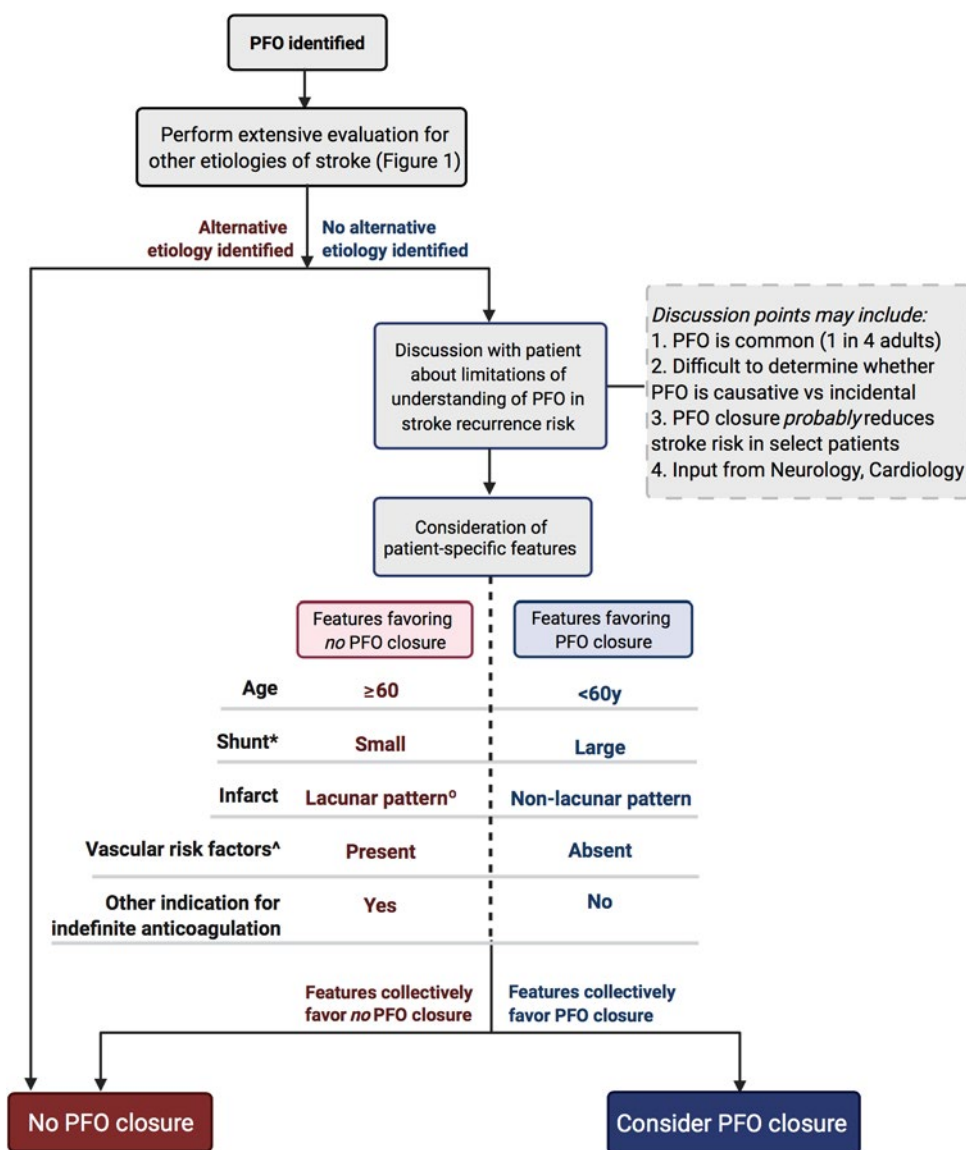 PFO identified
Perform extensive evaluation for
other etiologies of stroke (Figure 1)
Alternative
etiology identified
No alternative
etiology identified
Discussion with patient
about limitations of
understanding of PFO in
stroke recurrence risk
Discussion points may include:
1. PFO is common (1 in 4 adults)
2. Difficult to determine whether
PFO is causative vs incidental
3. PFO closure probably reduces
stroke risk in select patients
4. Input from Neurology, Cardiology
Consideration of
patient-specific features
Features favoring
no PFO closure
Features favoring
PFO closure
Age ≥60 <60y
Shunt* Small Large
Infarct Lacunar patternº Non-lacunar pattern
Vascular risk factors^ Present Absent
Other indication for
indefinite anticoagulation
Yes No
Features collectively
favor no PFO closure
Features collectively
favor PFO closure
No PFO closure
Consider PFO closure